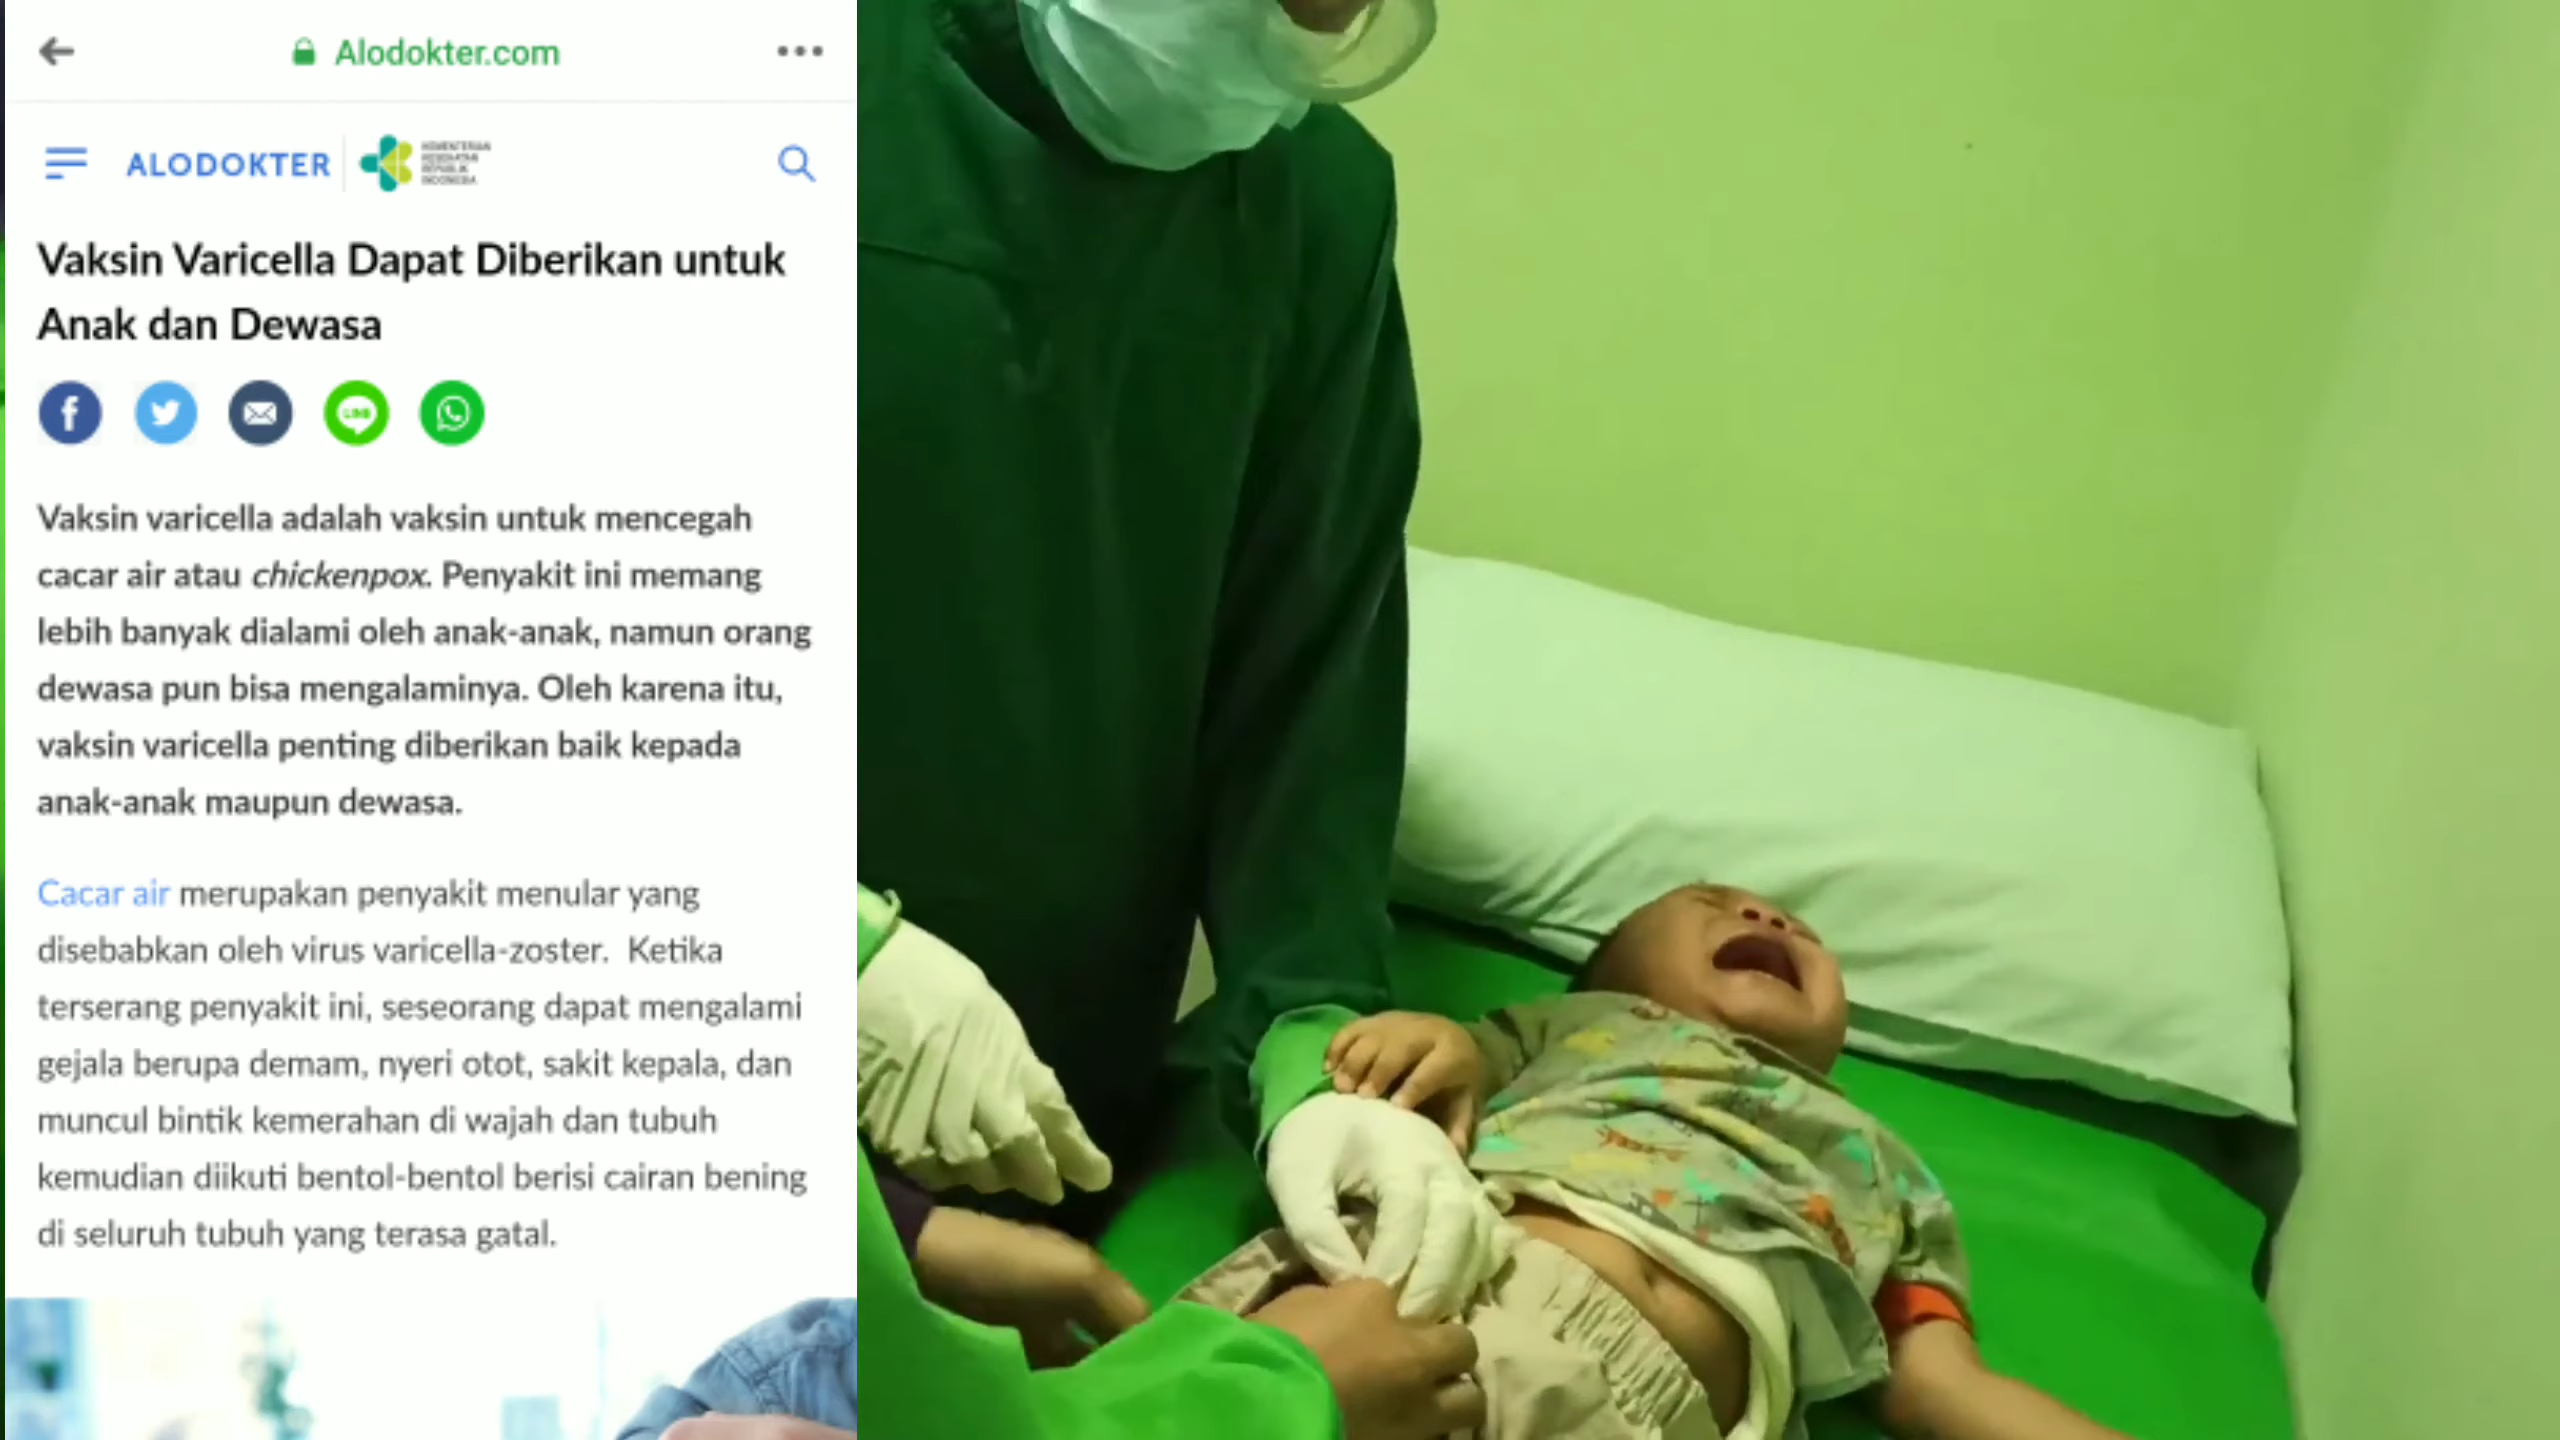 Alodokter.com
ALODOKTER
KEMENTERIAN
KESEHATAN
REPUBLIK
INDONESIA
Vaksin Varicella Dapat Diberikan untuk
Anak dan Dewasa
LINE
Vaksin varicella adalah vaksin untuk mencegah
cacar air atau chickenpox. Penyakit ini memang
lebih banyak dialami oleh anak-anak, namun orang
dewasa pun bisa mengalaminya. Oleh karena itu,
vaksin varicella penting diberikan baik kepada
anak-anak maupun dewasa.
Cacar air merupakan penyakit menular yang
disebabkan oleh virus varicella-zoster. Ketika
terserang penyakit ini, seseorang dapat mengalami
gejala berupa demam, nyeri otot, sakit kepala, dan
muncul bintik kemerahan di wajah dan tubuh
kemudian diikuti bentol-bentol berisi cairan bening
di seluruh tubuh yang terasa gatal.